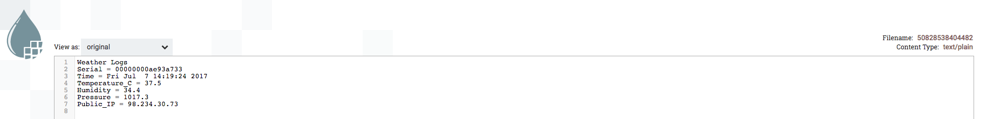 Filename: 50828538404482
View as: original
Content Type: text/plain
1 Weather Logs
2 Serial = 00000000ae93a733
3 Time = Fri Jul  7 14:19:24 2017
4 Temperature_C = 37.5
5 Humidity = 34.4
6 Pressure = 1017.3
7 Public_IP = 98.234.30.73
8